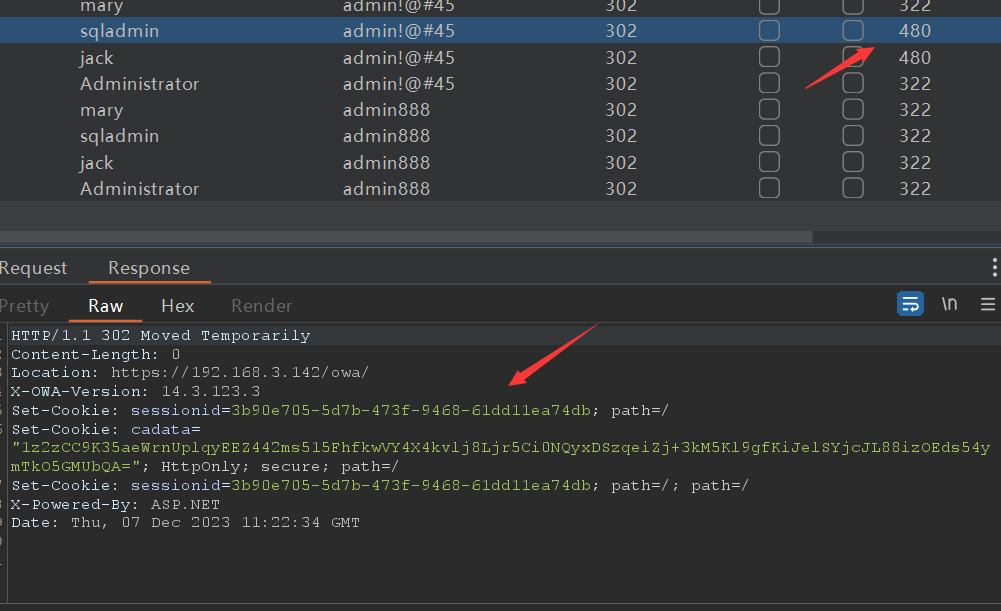 mary admin!@#45 302 322
sqladmin admin!@#45 302 480
jack admin!@#45 302 480
Administrator admin!@#45 302 322
mary admin888 302 322
sqladmin admin888 302 322
jack admin888 302 322
Administrator admin888 302 322
Request Response
Pretty Raw Hex Render \n
HTTP/1.1 302 Moved Temporarily
Content-Length: 0
Location: https://192.168.3.142/owa/
X-OWA-Version: 14.3.123.3
Set-Cookie: sessionid=3b90e705-5d7b-473f-9468-61dd11ea74db; path=/
Set-Cookie: cadata=
"1z2zCC9K35aeWrnUplqyEEZ442ms515FhfkwVY4X4kvlj8Ljr5Ci0NQyxDSzqeiZj+3kM5Kl9gfKiJelSYjcJL88izOEds54y
mTkO5GMUbQA="; HttpOnly; secure; path=/
Set-Cookie: sessionid=3b90e705-5d7b-473f-9468-61dd11ea74db; path=/; path=/
X-Powered-By: ASP.NET
Date: Thu, 07 Dec 2023 11:22:34 GMT